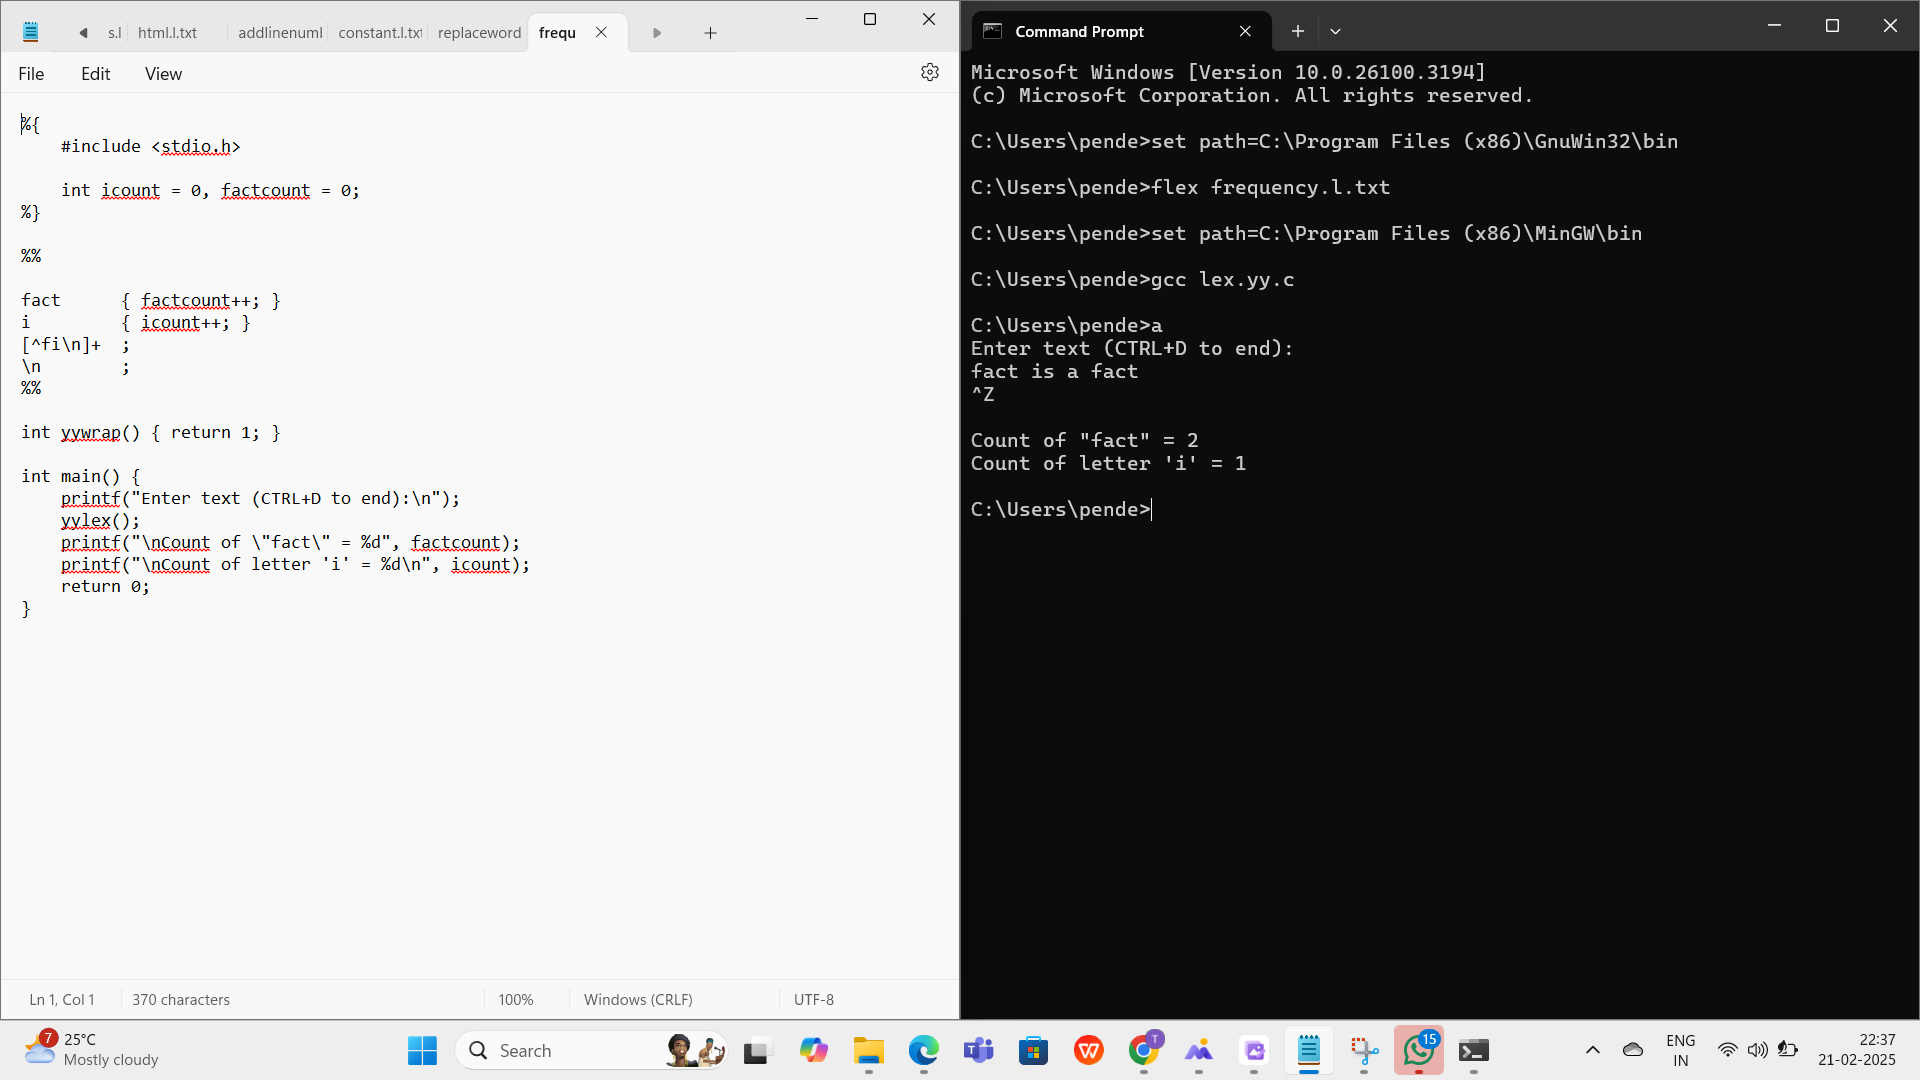 s.l html.l.txt addlinenuml constant.l.txt replaceword frequ
File Edit View
%{
#include <stdio.h>
int icount = 0, factcount = 0;
%}
%%
fact { factcount++; }
i { icount++; }
[^fi\n]+ ;
\n ;
%%
int yywrap() { return 1; }
int main() {
printf("Enter text (CTRL+D to end):\n");
yylex();
printf("\nCount of \"fact\" = %d", factcount);
printf("\nCount of letter 'i' = %d\n", icount);
return 0;
}
Ln 1, Col 1 370 characters 100% Windows (CRLF) UTF-8
Command Prompt
Microsoft Windows [Version 10.0.26100.3194]
(c) Microsoft Corporation. All rights reserved.
C:\Users\pende>set path=C:\Program Files (x86)\GnuWin32\bin
C:\Users\pende>flex frequency.l.txt
C:\Users\pende>set path=C:\Program Files (x86)\MinGW\bin
C:\Users\pende>gcc lex.yy.c
C:\Users\pende>a
Enter text (CTRL+D to end):
fact is a fact
^Z
Count of "fact" = 2
Count of letter 'i' = 1
C:\Users\pende>
7 25°C
Mostly cloudy
Search
T
15
ENG
IN
22:37
21-02-2025